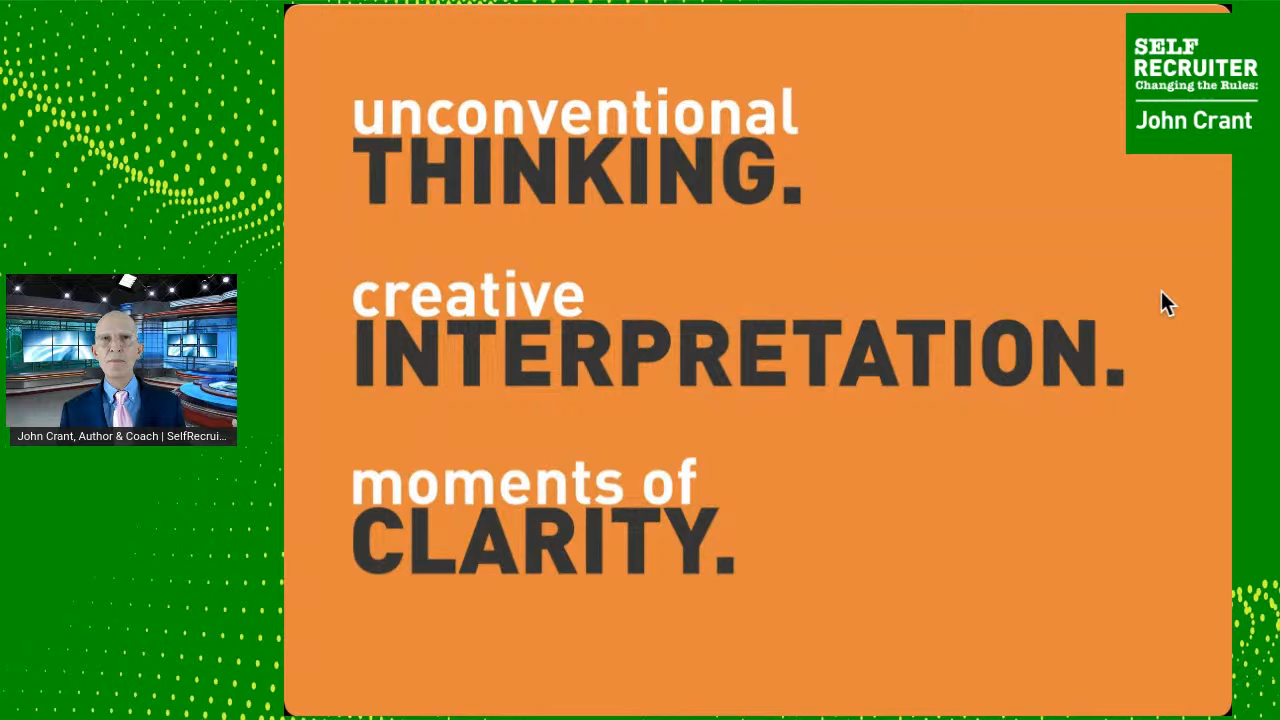 unconventional
THINKING.
creative
INTERPRETATION.
moments of
CLARITY.
SELF
RECRUITER
Changing the Rules:
John Crant
John Crant, Author & Coach | SelfRecrui...